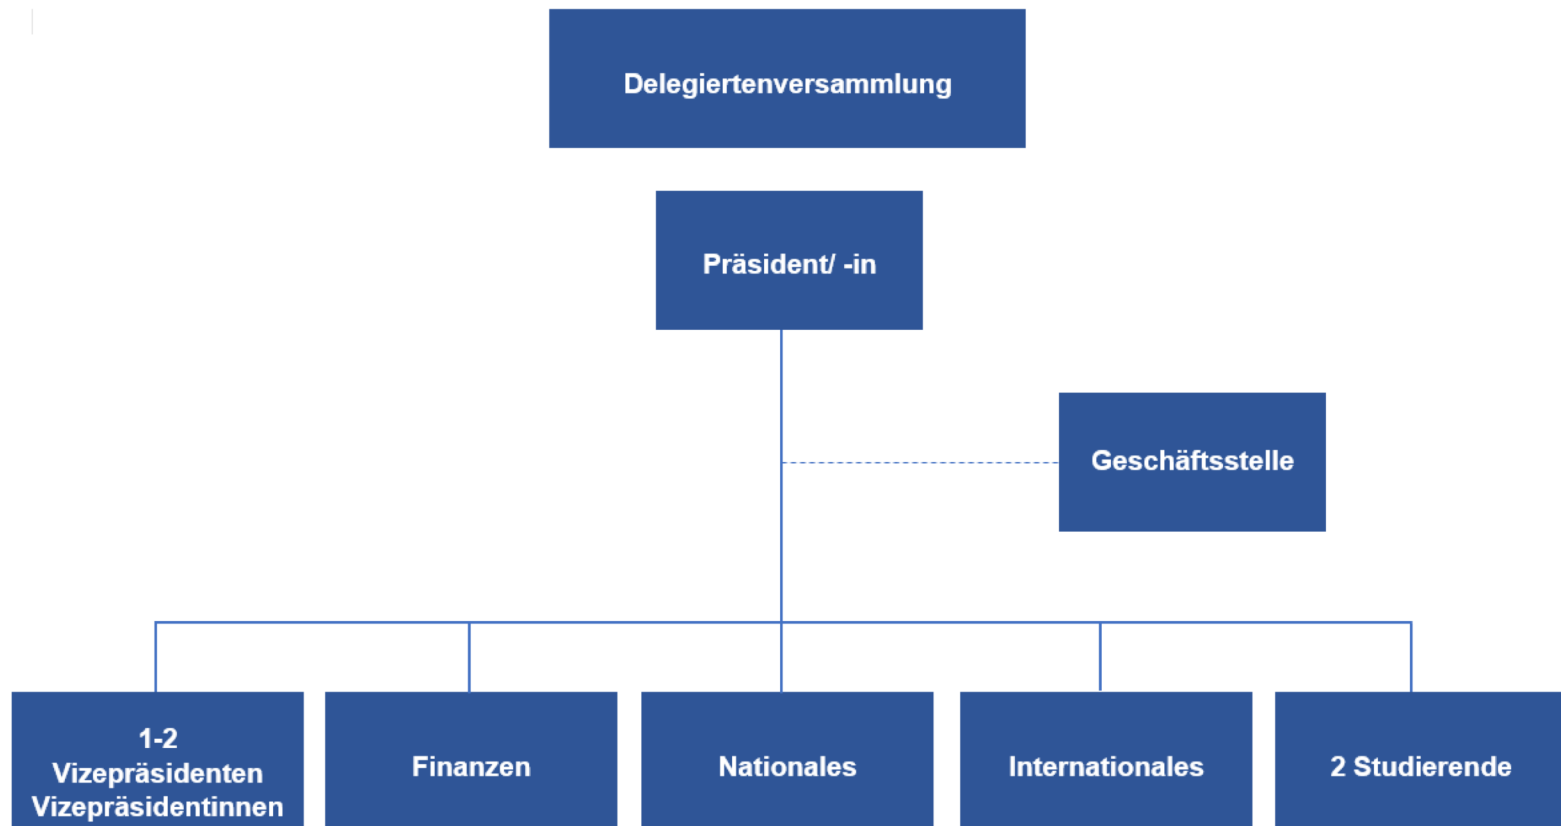 Delegiertenversammlung
Präsident/ -in
Geschäftsstelle
1-2
Vizepräsidenten
Vizepräsidentinnen
Finanzen
Nationales
Internationales
2 Studierende